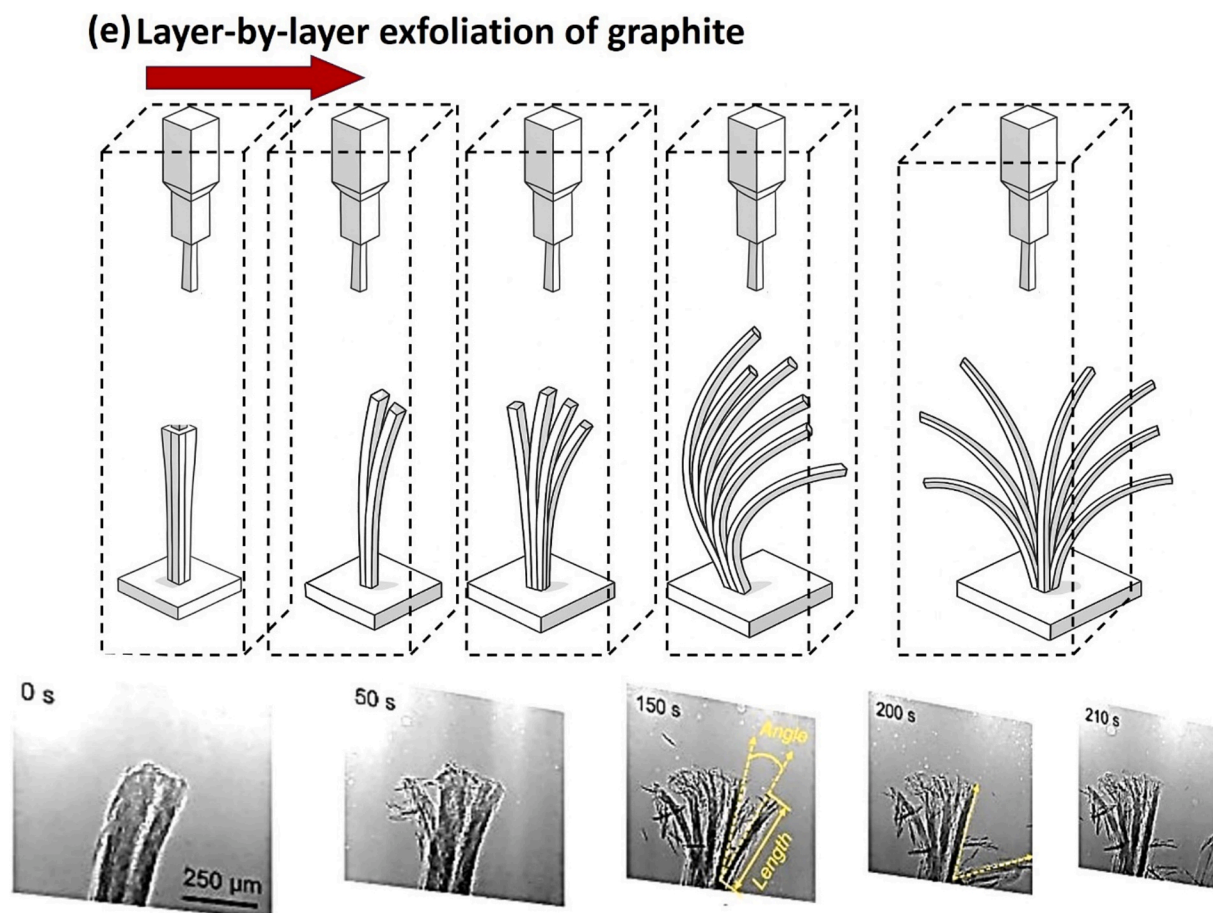 (e) Layer-by-layer exfoliation of graphite
0 s
250 μm
50 s
150 s
Angle
Length
200 s
210 s